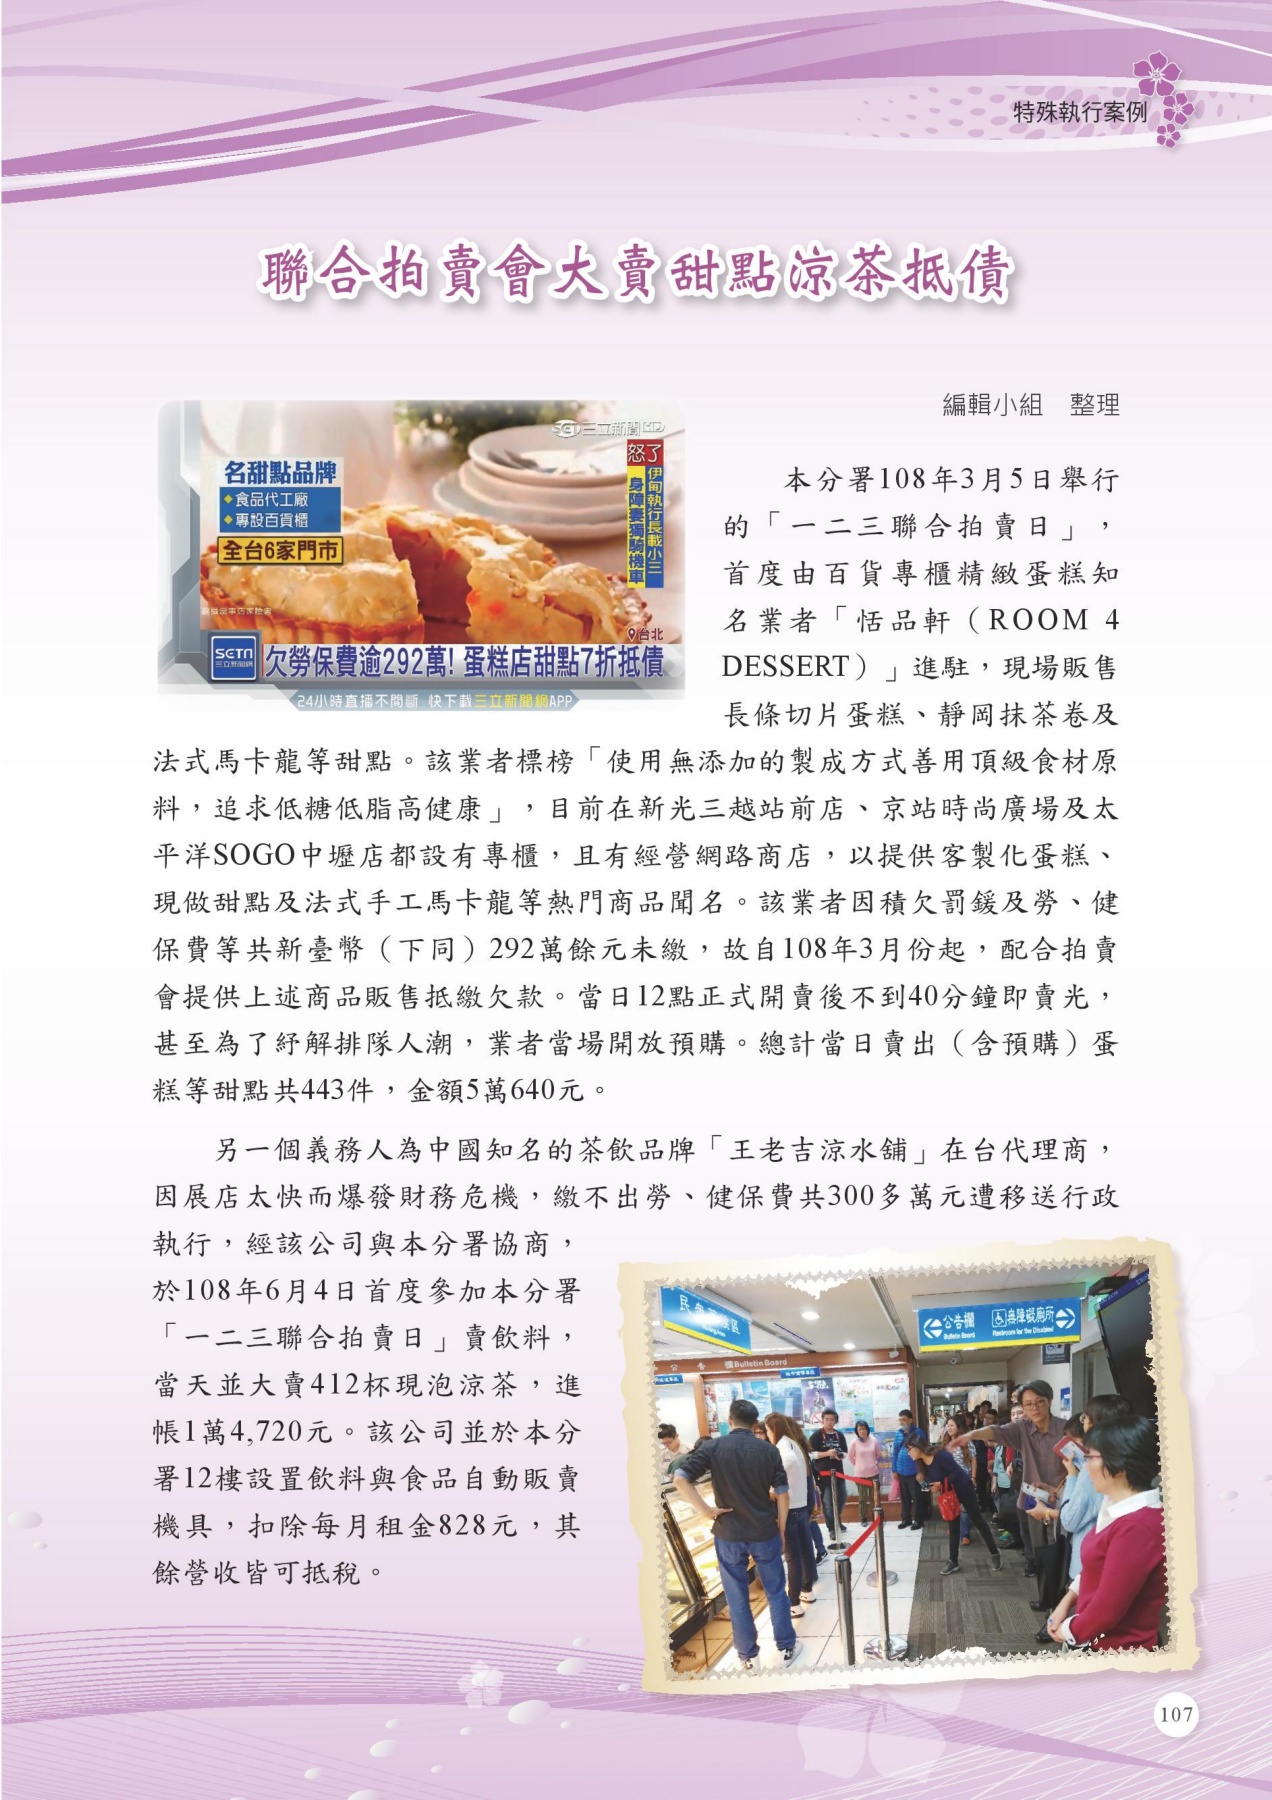 特殊執行案例
聯合拍賣會大賣甜點涼茶抵債
編輯小組　整理
三立新聞HD
名甜點品牌
食品代工廠
專設百貨櫃
全台6家門市
怒了
伊甸執行長載小三
身障妻獨騎機車
台北
SETN
三立新聞網
欠勞保費逾292萬！蛋糕店甜點7折抵債
24小時直播不間斷 快下載三立新聞網APP
本分署108年3月5日舉行
的「一二三聯合拍賣日」，
首度由百貨專櫃精緻蛋糕知
名業者「恬品軒（ROOM 4
DESSERT）」進駐，現場販售
長條切片蛋糕、靜岡抹茶卷及
法式馬卡龍等甜點。該業者標榜「使用無添加的製成方式善用頂級食材原
料，追求低糖低脂高健康」，目前在新光三越站前店、京站時尚廣場及太
平洋SOGO中壢店都設有專櫃，且有經營網路商店，以提供客製化蛋糕、
現做甜點及法式手工馬卡龍等熱門商品聞名。該業者因積欠罰鍰及勞、健
保費等共新臺幣（下同）292萬餘元未繳，故自108年3月份起，配合拍賣
會提供上述商品販售抵繳欠款。當日12點正式開賣後不到40分鐘即賣光，
甚至為了紓解排隊人潮，業者當場開放預購。總計當日賣出（含預購）蛋
糕等甜點共443件，金額5萬640元。
另一個義務人為中國知名的茶飲品牌「王老吉涼水舖」在台代理商，
因展店太快而爆發財務危機，繳不出勞、健保費共300多萬元遭移送行政
執行，經該公司與本分署協商，
於108年6月4日首度參加本分署
「一二三聯合拍賣日」賣飲料，
當天並大賣412杯現泡涼茶，進
帳1萬4,720元。該公司並於本分
署12樓設置飲料與食品自動販賣
機具，扣除每月租金828元，其
餘營收皆可抵稅。
公告欄
Bulletin Board
無障礙廁所
Restroom for the Disabled
公告欄Bulletin Board
107